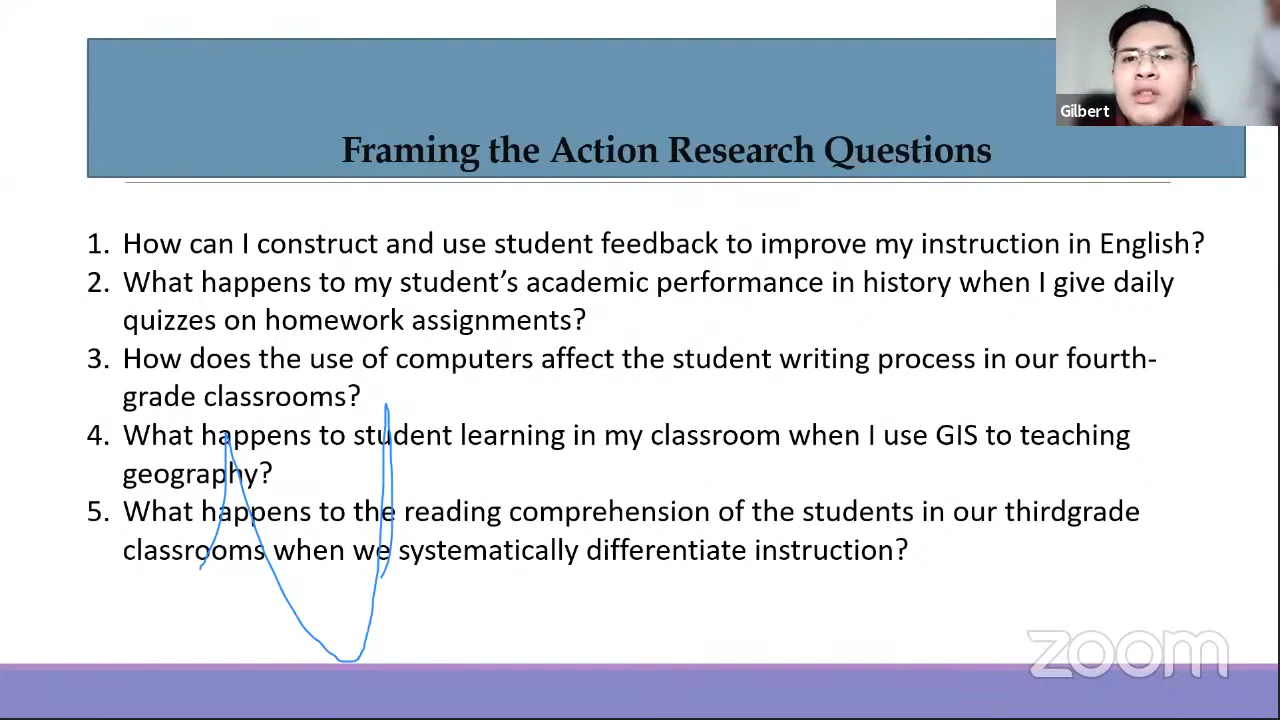 Gilbert
Framing the Action Research Questions
1. How can I construct and use student feedback to improve my instruction in English?
2. What happens to my student’s academic performance in history when I give daily
quizzes on homework assignments?
3. How does the use of computers affect the student writing process in our fourth-
grade classrooms?
4. What happens to student learning in my classroom when I use GIS to teaching
geography?
5. What happens to the reading comprehension of the students in our thirdgrade
classrooms when we systematically differentiate instruction?
zoom